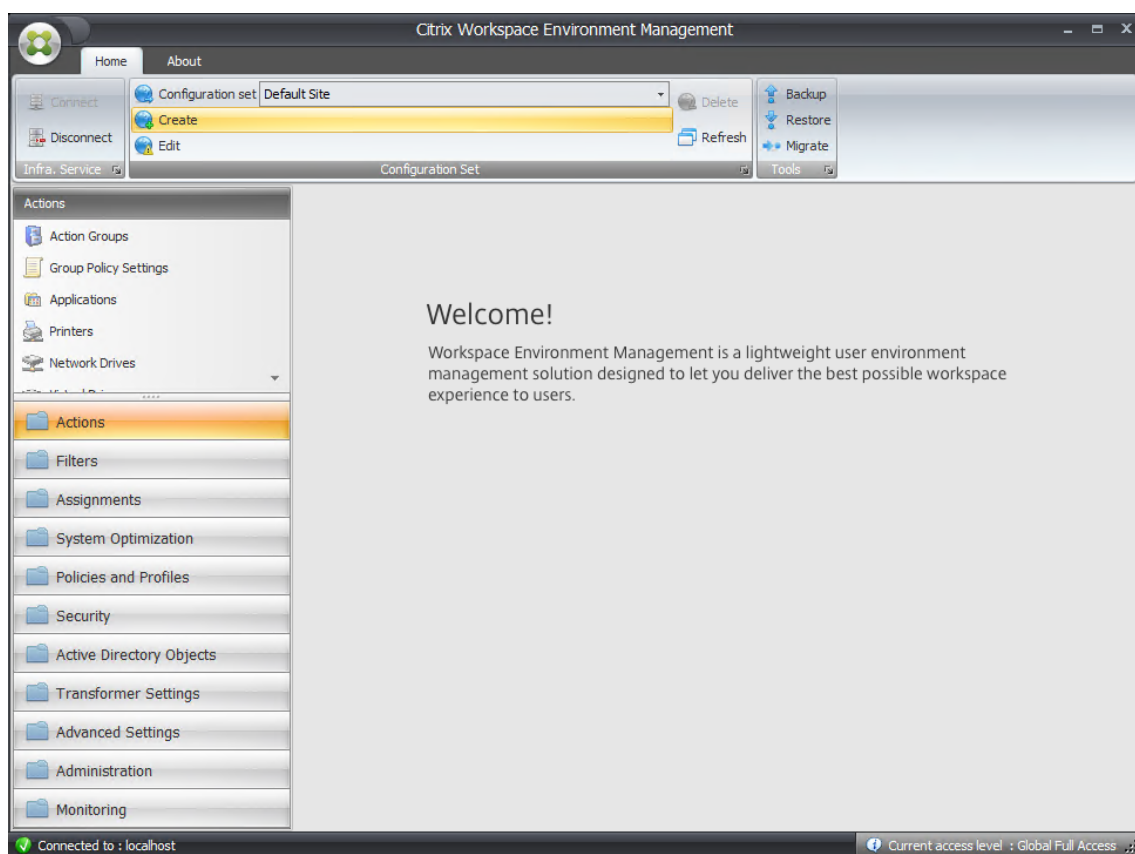 Citrix Workspace Environment Management
Home About
Connect
Disconnect
Infra. Service
Configuration set Default Site
Create
Edit
Delete
Refresh
Configuration Set
Backup
Restore
Migrate
Tools
Actions
Action Groups
Group Policy Settings
Applications
Printers
Network Drives
Actions
Filters
Assignments
System Optimization
Policies and Profiles
Security
Active Directory Objects
Transformer Settings
Advanced Settings
Administration
Monitoring
Welcome!
Workspace Environment Management is a lightweight user environment
management solution designed to let you deliver the best possible workspace
experience to users.
Connected to : localhost
Current access level : Global Full Access